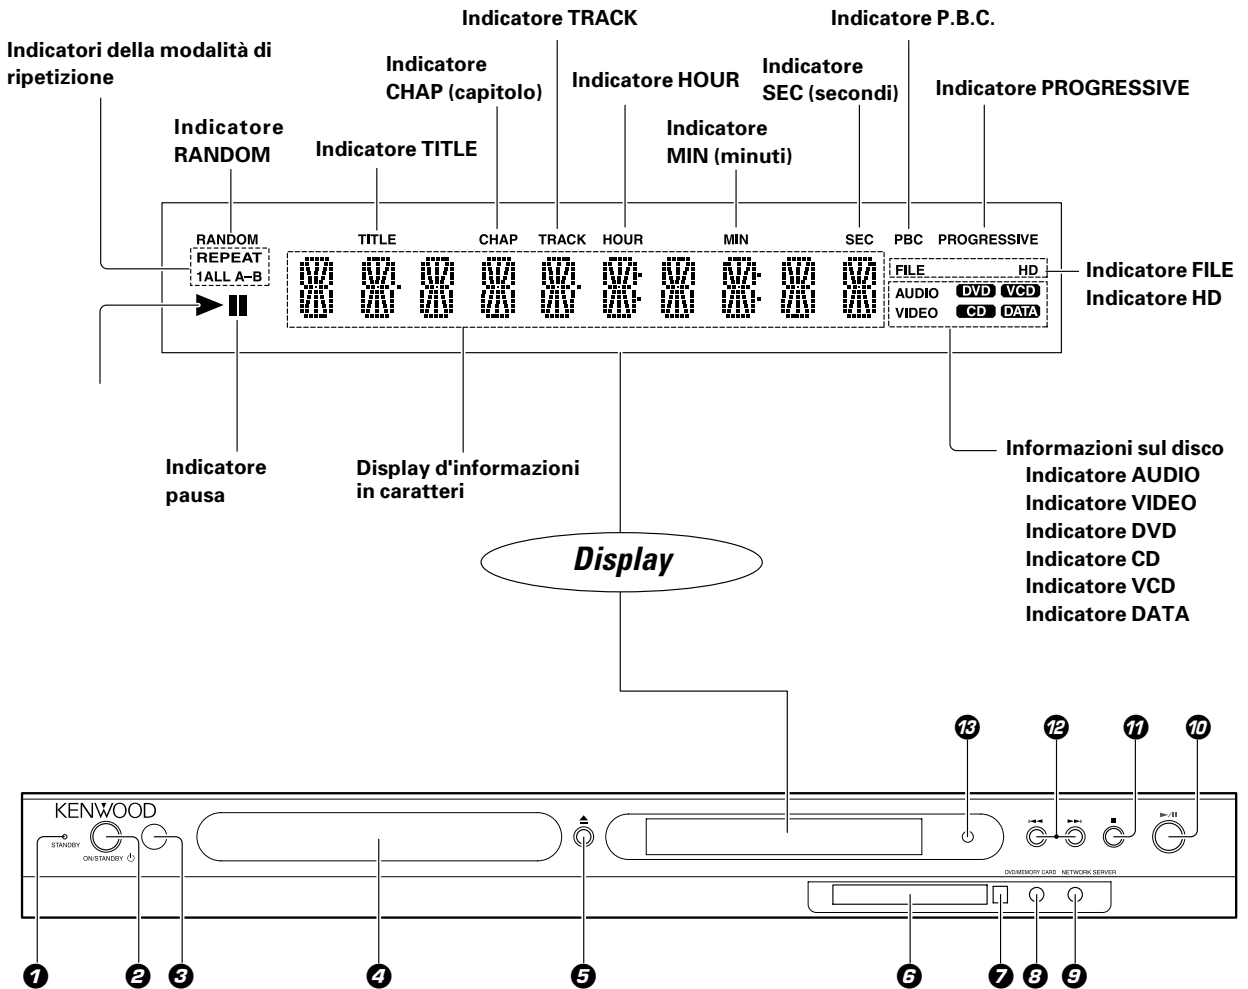 Indicatore TRACK
Indicatore P.B.C.
Indicatori della modalità di
ripetizione
Indicatore
CHAP (capitolo)
Indicatore HOUR
Indicatore
SEC (secondi)
Indicatore PROGRESSIVE
Indicatore
RANDOM
Indicatore TITLE
Indicatore
MIN (minuti)
RANDOM TITLE CHAP TRACK HOUR MIN SEC PBC PROGRESSIVE
REPEAT
1ALL A–B
FILE HD
AUDIO DVD VCD
VIDEO CD DATA
Indicatore FILE
Indicatore HD
Indicatore
pausa
Display d'informazioni
in caratteri
Informazioni sul disco
Indicatore AUDIO
Indicatore VIDEO
Indicatore DVD
Indicatore CD
Indicatore VCD
Indicatore DATA
Display
13 12 11 10
KENWOOD
STANDBY
ON/STANDBY
DVD/MEMORY CARD NETWORK SERVER
1 2 3 4 5 6 7 8 9